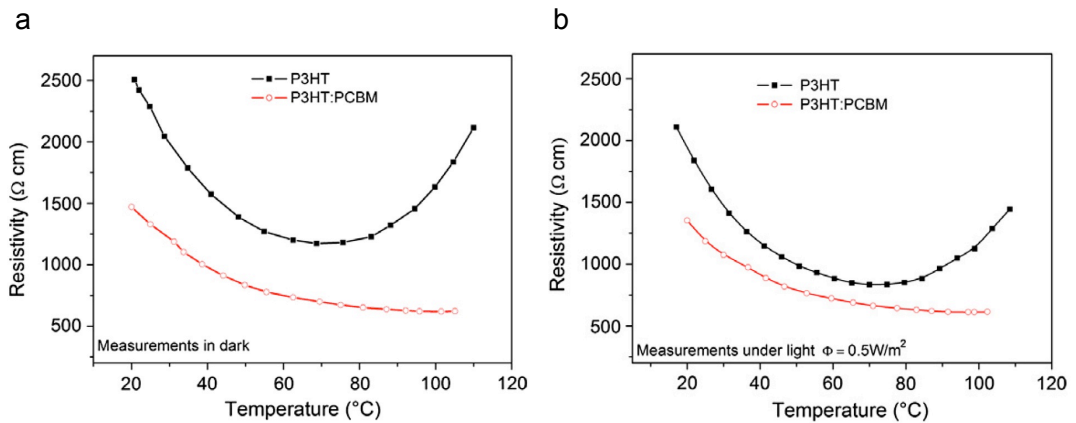 a
2500
2000
1500
1000
500
Resistivity (Ω cm)
P3HT
P3HT:PCBM
Measurements in dark
20 40 60 80 100 120
Temperature (°C)
b
2500
2000
1500
1000
500
Resistivity (Ω cm)
P3HT
P3HT:PCBM
Measurements under light Φ = 0.5W/m²
20 40 60 80 100 120
Temperature (°C)